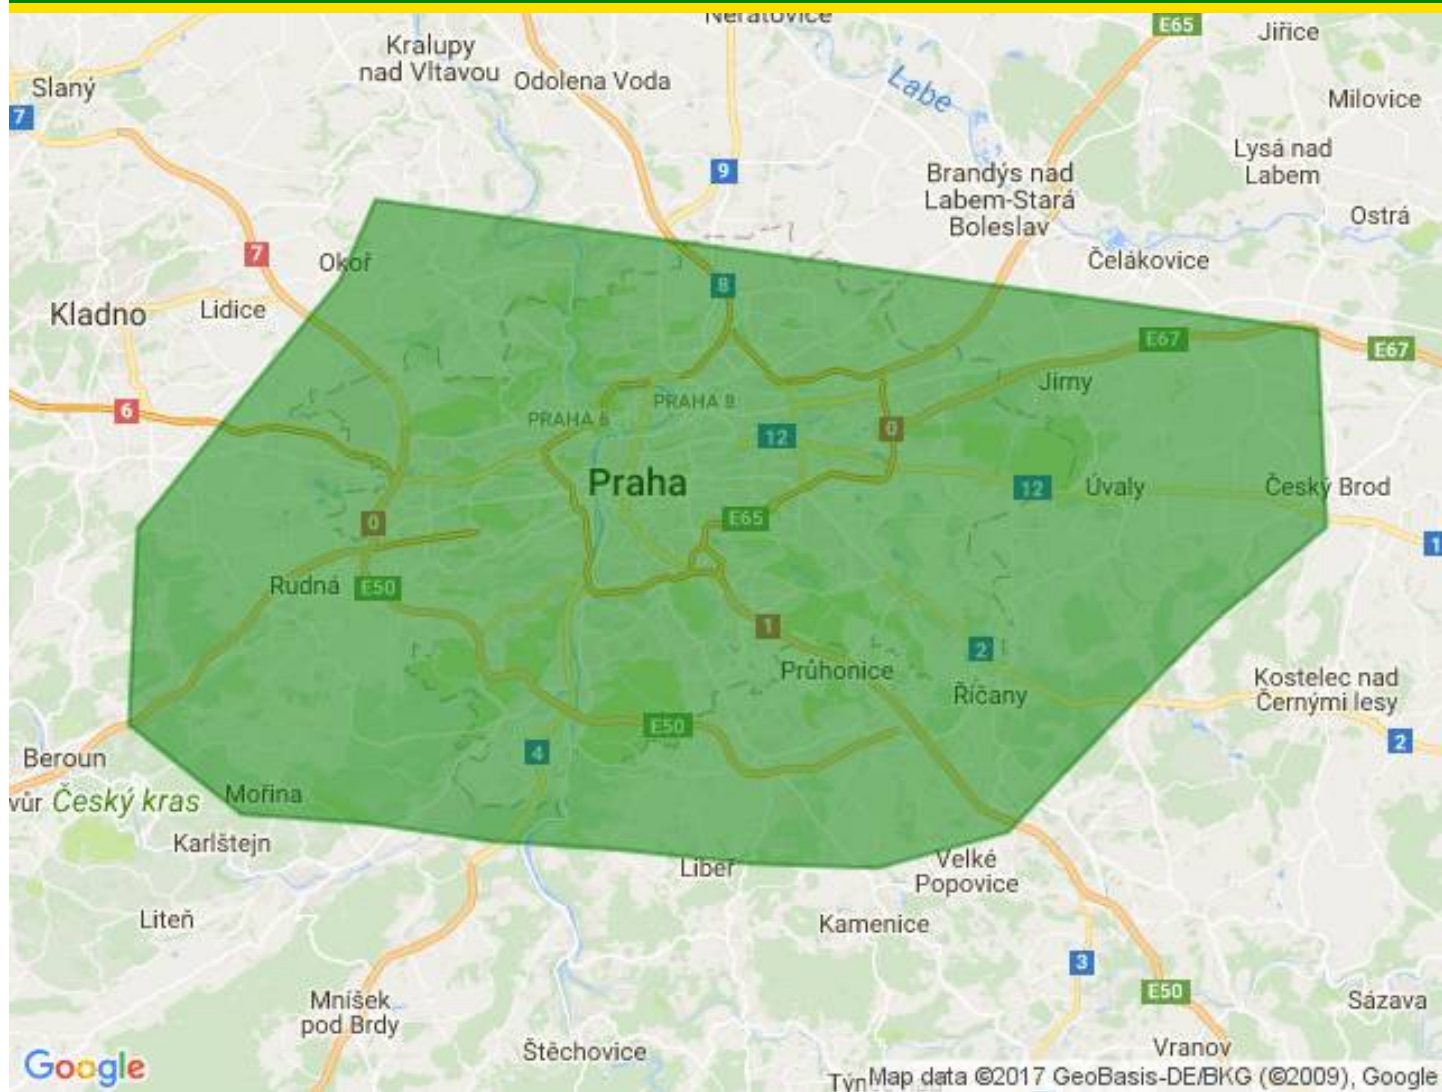 Neratovice
E65
Jiřice
Kralupy
nad Vltavou
Odolena Voda
Slaný
Labe
Milovice
7
9
Lysá nad
Labem
Brandýs nad
Labem-Stará
Boleslav
Ostrá
7
Okoř
Čelákovice
8
Kladno
Lidice
E67
E67
Jirny
6
PRAHA 8
PRAHA 6
12
0
Praha
12
Úvaly
Český Brod
0
E65
1
Rudná
E50
1
2
Průhonice
Říčany
Kostelec nad
Černými lesy
E50
2
4
Beroun
vůr
Český kras
Mořina
Karlštejn
Libeř
Velké
Popovice
Liteň
Kamenice
3
E50
Mníšek
pod Brdy
Sázava
Štěchovice
Vranov
Google
Týn
Map data ©2017 GeoBasis-DE/BKG (©2009), Google